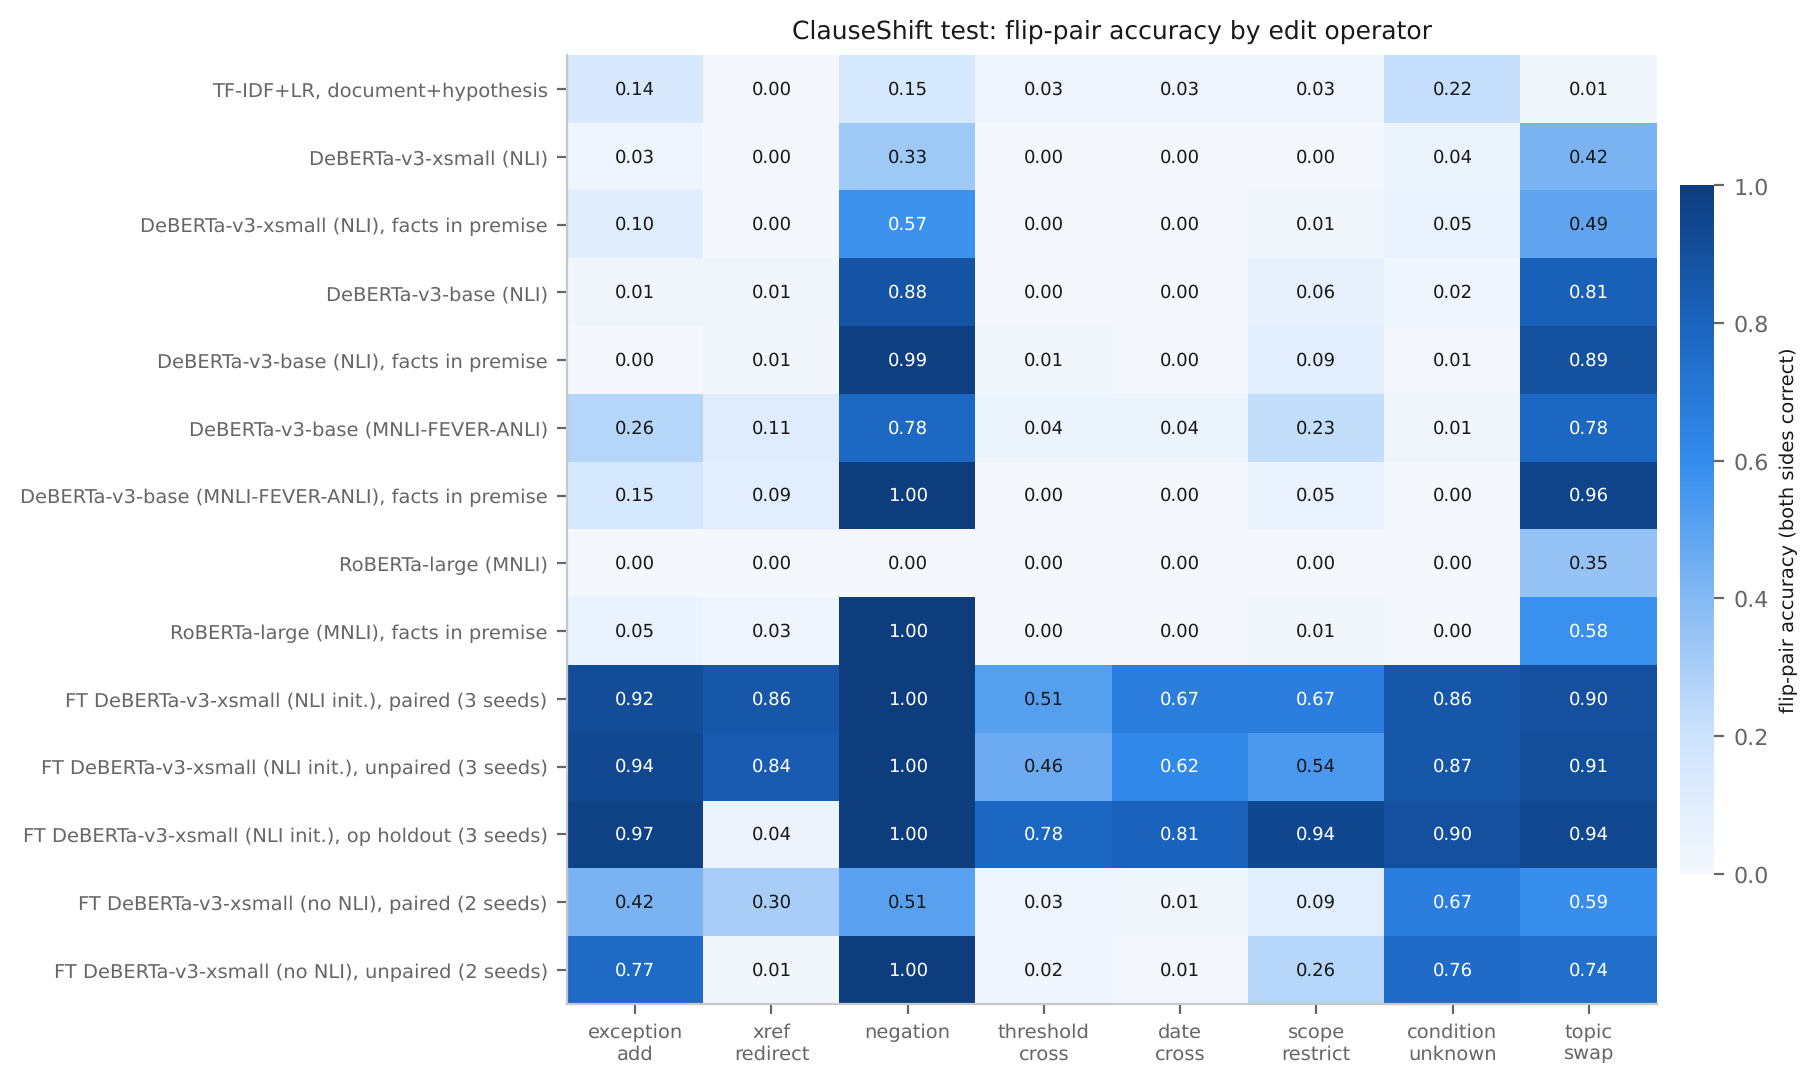 ClauseShift test: flip-pair accuracy by edit operator
TF-IDF+LR, document+hypothesis 0.14 0.00 0.15 0.03 0.03 0.03 0.22 0.01
DeBERTa-v3-xsmall (NLI) 0.03 0.00 0.33 0.00 0.00 0.00 0.04 0.42
DeBERTa-v3-xsmall (NLI), facts in premise 0.10 0.00 0.57 0.00 0.00 0.01 0.05 0.49
DeBERTa-v3-base (NLI) 0.01 0.01 0.88 0.00 0.00 0.06 0.02 0.81
DeBERTa-v3-base (NLI), facts in premise 0.00 0.01 0.99 0.01 0.00 0.09 0.01 0.89
DeBERTa-v3-base (MNLI-FEVER-ANLI) 0.26 0.11 0.78 0.04 0.04 0.23 0.01 0.78
DeBERTa-v3-base (MNLI-FEVER-ANLI), facts in premise 0.15 0.09 1.00 0.00 0.00 0.05 0.00 0.96
RoBERTa-large (MNLI) 0.00 0.00 0.00 0.00 0.00 0.00 0.00 0.35
RoBERTa-large (MNLI), facts in premise 0.05 0.03 1.00 0.00 0.00 0.01 0.00 0.58
FT DeBERTa-v3-xsmall (NLI init.), paired (3 seeds) 0.92 0.86 1.00 0.51 0.67 0.67 0.86 0.90
FT DeBERTa-v3-xsmall (NLI init.), unpaired (3 seeds) 0.94 0.84 1.00 0.46 0.62 0.54 0.87 0.91
FT DeBERTa-v3-xsmall (NLI init.), op holdout (3 seeds) 0.97 0.04 1.00 0.78 0.81 0.94 0.90 0.94
FT DeBERTa-v3-xsmall (no NLI), paired (2 seeds) 0.42 0.30 0.51 0.03 0.01 0.09 0.67 0.59
FT DeBERTa-v3-xsmall (no NLI), unpaired (2 seeds) 0.77 0.01 1.00 0.02 0.01 0.26 0.76 0.74
exception xref negation threshold date scope condition topic
add redirect cross cross restrict unknown swap
1.0
0.8
0.6
0.4
0.2
0.0
flip-pair accuracy (both sides correct)